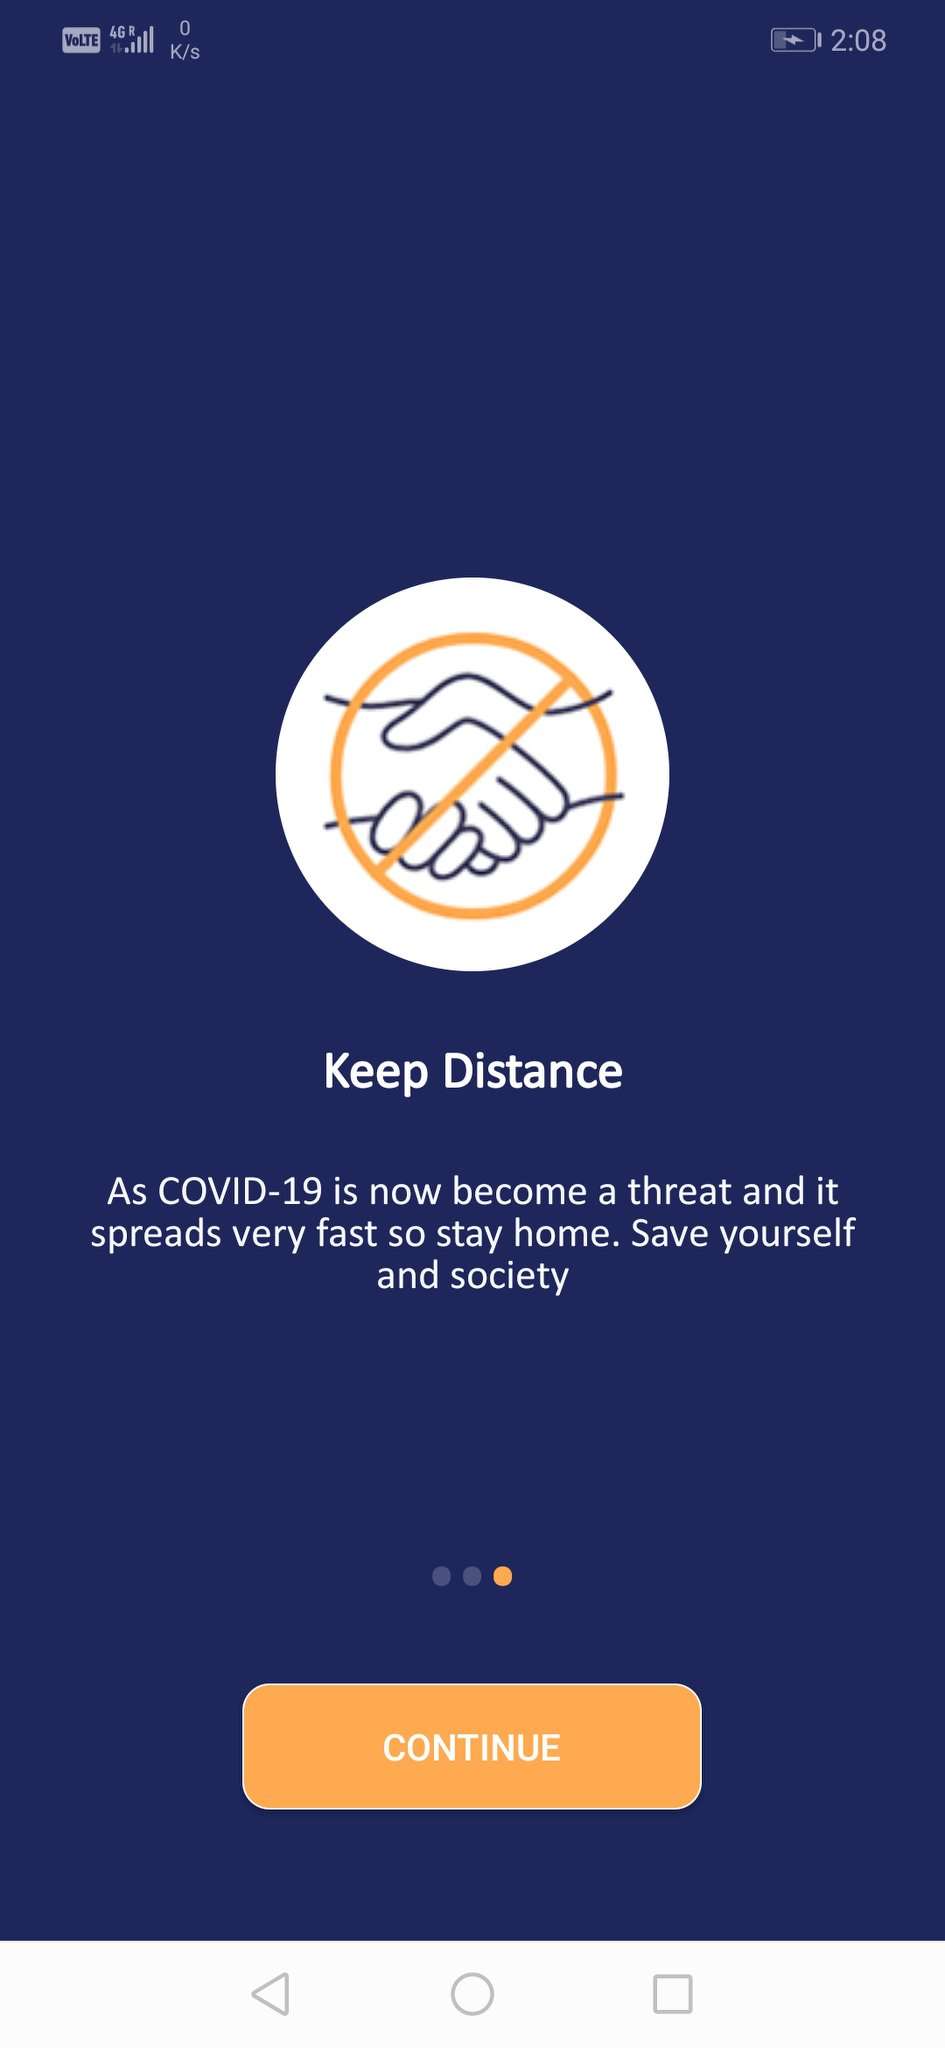 VoLTE 4G R 0 K/s 2:08
Keep Distance
As COVID-19 is now become a threat and it
spreads very fast so stay home. Save yourself
and society
CONTINUE